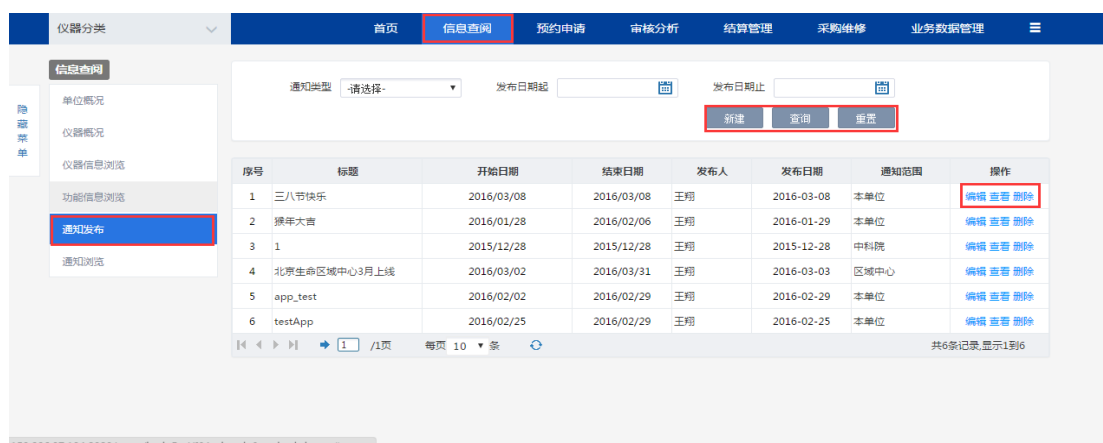 仪器分类 首页 信息查阅 预约申请 审核分析 结算管理 采购维修 业务数据管理
信息查阅
隐藏菜单
单位概况
仪器概况
仪器信息浏览
功能信息浏览
通知发布
通知浏览
通知类型 -请选择- 发布日期起 发布日期止
新建 查询 重置
序号 标题 开始日期 结束日期 发布人 发布日期 通知范围 操作
1 三八节快乐 2016/03/08 2016/03/08 王翔 2016-03-08 本单位 编辑 查看 删除
2 猴年大吉 2016/01/28 2016/02/06 王翔 2016-01-29 本单位 编辑 查看 删除
3 1 2015/12/28 2015/12/28 王翔 2015-12-28 中科院 编辑 查看 删除
4 北京生命区域中心3月上线 2016/03/02 2016/03/31 王翔 2016-03-03 区域中心 编辑 查看 删除
5 app_test 2016/02/02 2016/02/29 王翔 2016-02-29 本单位 编辑 查看 删除
6 testApp 2016/02/25 2016/02/29 王翔 2016-02-25 本单位 编辑 查看 删除
1 /1页 每页 10 条 共6条记录,显示1到6